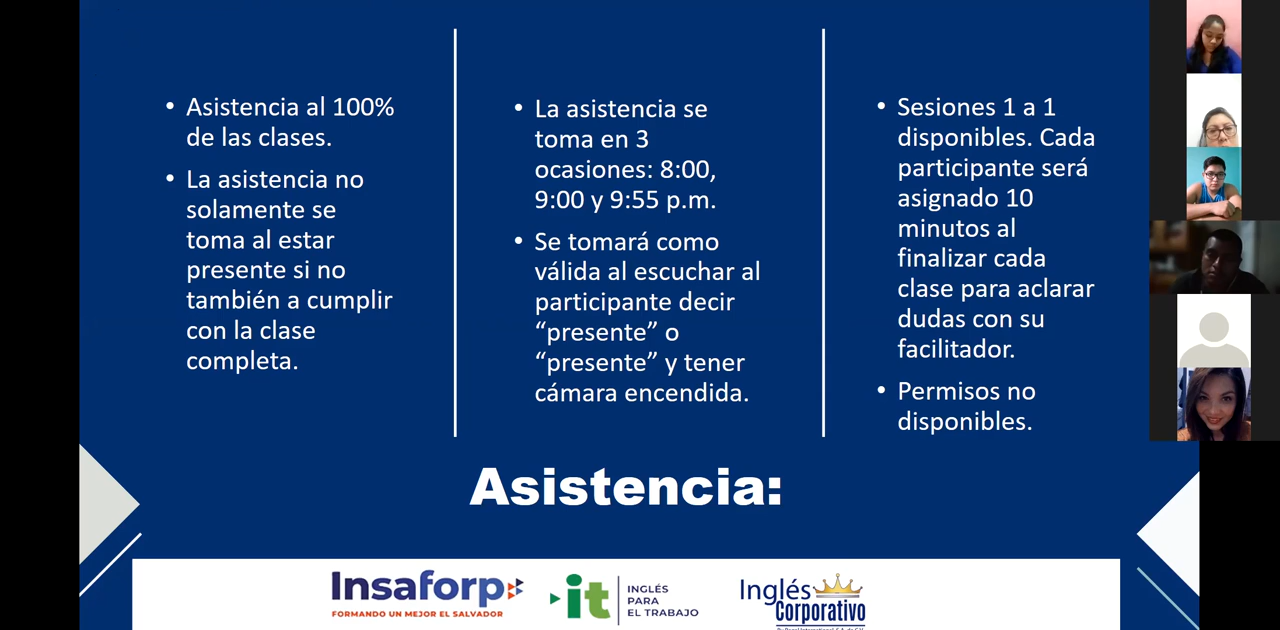 • Asistencia al 100%
de las clases.
• La asistencia no
solamente se
toma al estar
presente si no
también a cumplir
con la clase
completa.
• La asistencia se
toma en 3
ocasiones: 8:00,
9:00 y 9:55 p.m.
• Se tomará como
válida al escuchar al
participante decir
“presente” o
“presente” y tener
cámara encendida.
• Sesiones 1 a 1
disponibles. Cada
participante será
asignado 10
minutos al
finalizar cada
clase para aclarar
dudas con su
facilitador.
• Permisos no
disponibles.
Asistencia:
Insaforp
FORMANDO UN MEJOR EL SALVADOR
it
INGLÉS
PARA
EL TRABAJO
Inglés
Corporativo